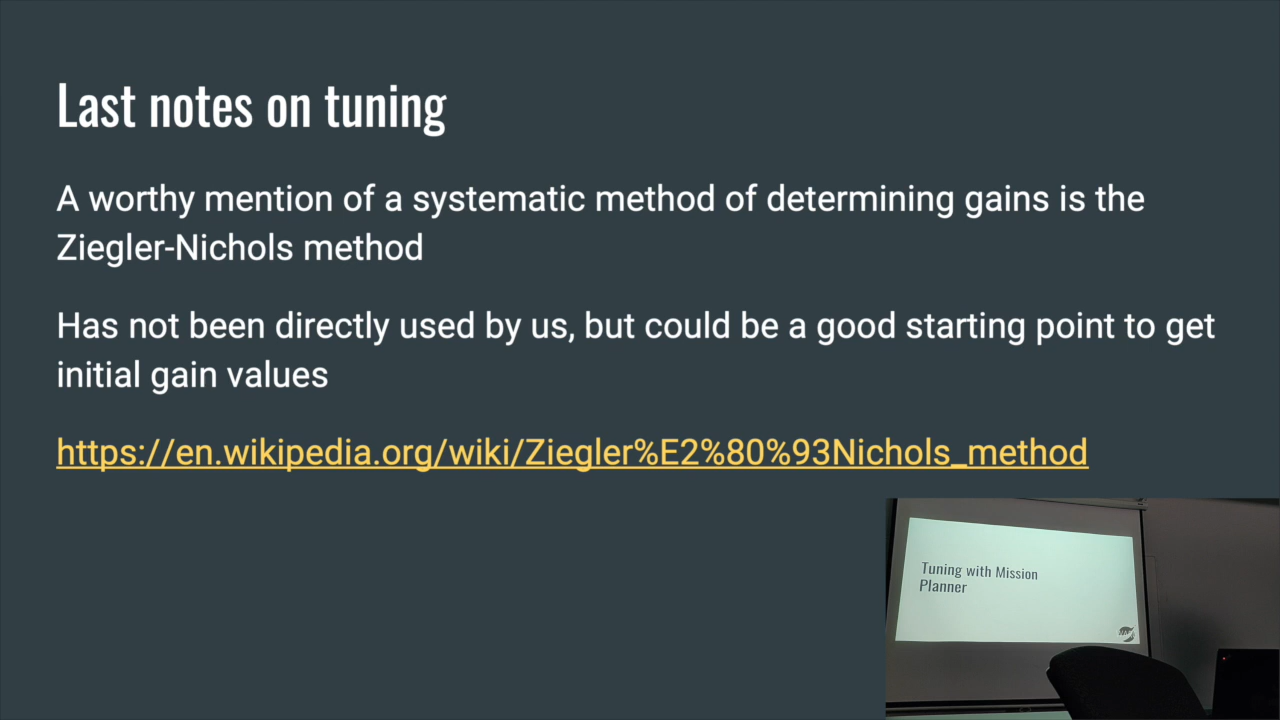 Last notes on tuning
A worthy mention of a systematic method of determining gains is the
Ziegler-Nichols method
Has not been directly used by us, but could be a good starting point to get
initial gain values
https://en.wikipedia.org/wiki/Ziegler%E2%80%93Nichols_method
Tuning with Mission
Planner